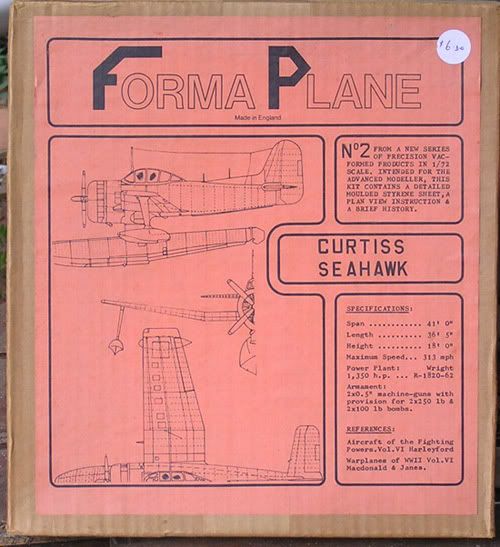 $6.50
FORMA PLANE
Made in England
Nº2 FROM A NEW SERIES
OF PRECISION VAC-
FORMED PRODUCTS IN 1/72
SCALE. INTENDED FOR THE
ADVANCED MODELLER, THIS
KIT CONTAINS A DETAILED
MOULDED STYRENE SHEET, A
PLAN VIEW INSTRUCTION &
A BRIEF HISTORY.
CURTISS
SEAHAWK
SPECIFICATIONS:
Span ............ 41' 0"
Length .......... 36' 5"
Height .......... 18' 0"
Maximum Speed... 313 mph
Power Plant: Wright
1,350 h.p. ... R-1820-62
Armament:
2x0.5" machine-guns with
provision for 2x250 lb &
2x100 lb bombs.
REFERENCES:
Aircraft of the Fighting
Powers.Vol.VI Harleyford
Warplanes of WWII Vol.VI
Macdonald & Janes.